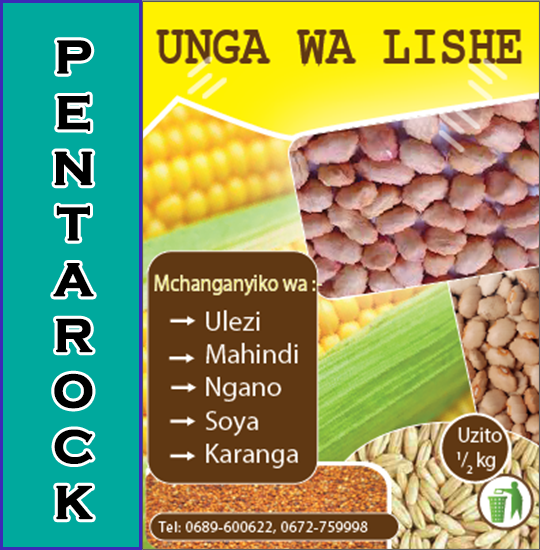 PENTAROCK
UNGA WA LISHE
Mchanganyiko wa :
→ Ulezi
→ Mahindi
→ Ngano
→ Soya
→ Karanga
Uzito
1/2 kg
Tel: 0689-600622, 0672-759998